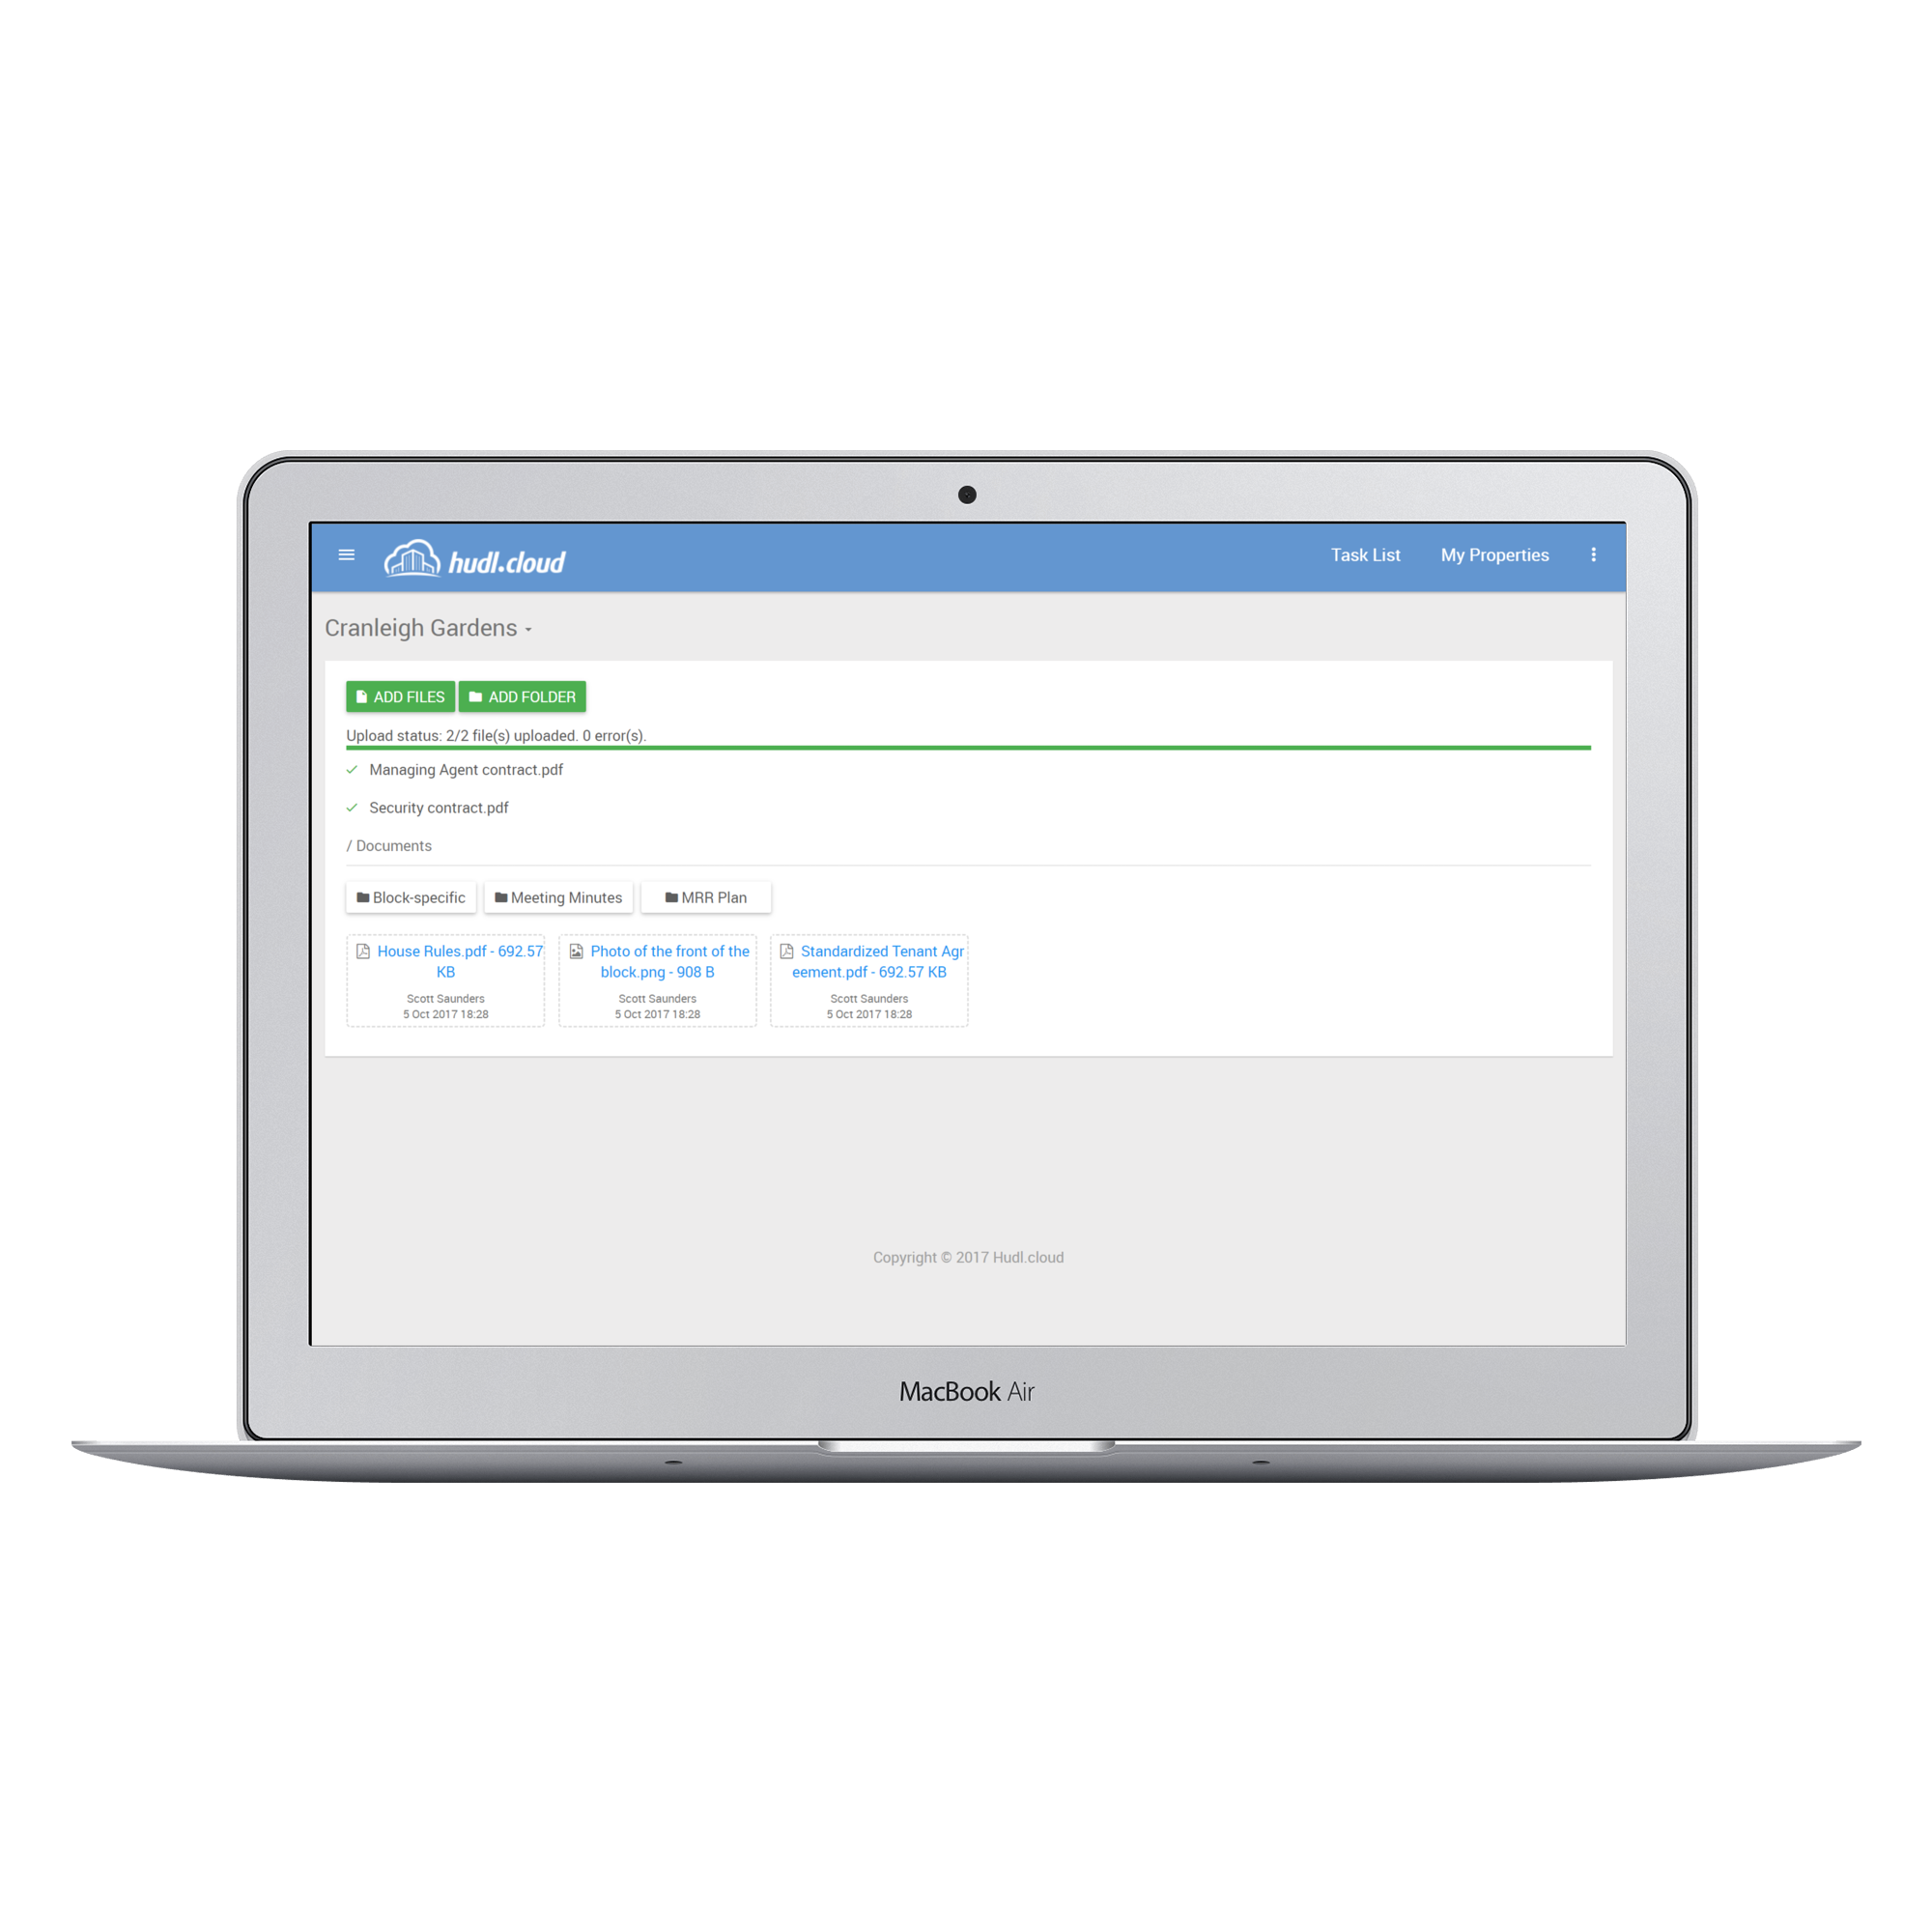 hudl.cloud
Task List
My Properties
Cranleigh Gardens
ADD FILES
ADD FOLDER
Upload status: 2/2 file(s) uploaded. 0 error(s).
Managing Agent contract.pdf
Security contract.pdf
/ Documents
Block-specific
Meeting Minutes
MRR Plan
House Rules.pdf - 692.57
KB
Scott Saunders
5 Oct 2017 18:28
Photo of the front of the
block.png - 908 B
Scott Saunders
5 Oct 2017 18:28
Standardized Tenant Agr
eement.pdf - 692.57 KB
Scott Saunders
5 Oct 2017 18:28
Copyright © 2017 Hudl.cloud
MacBook Air